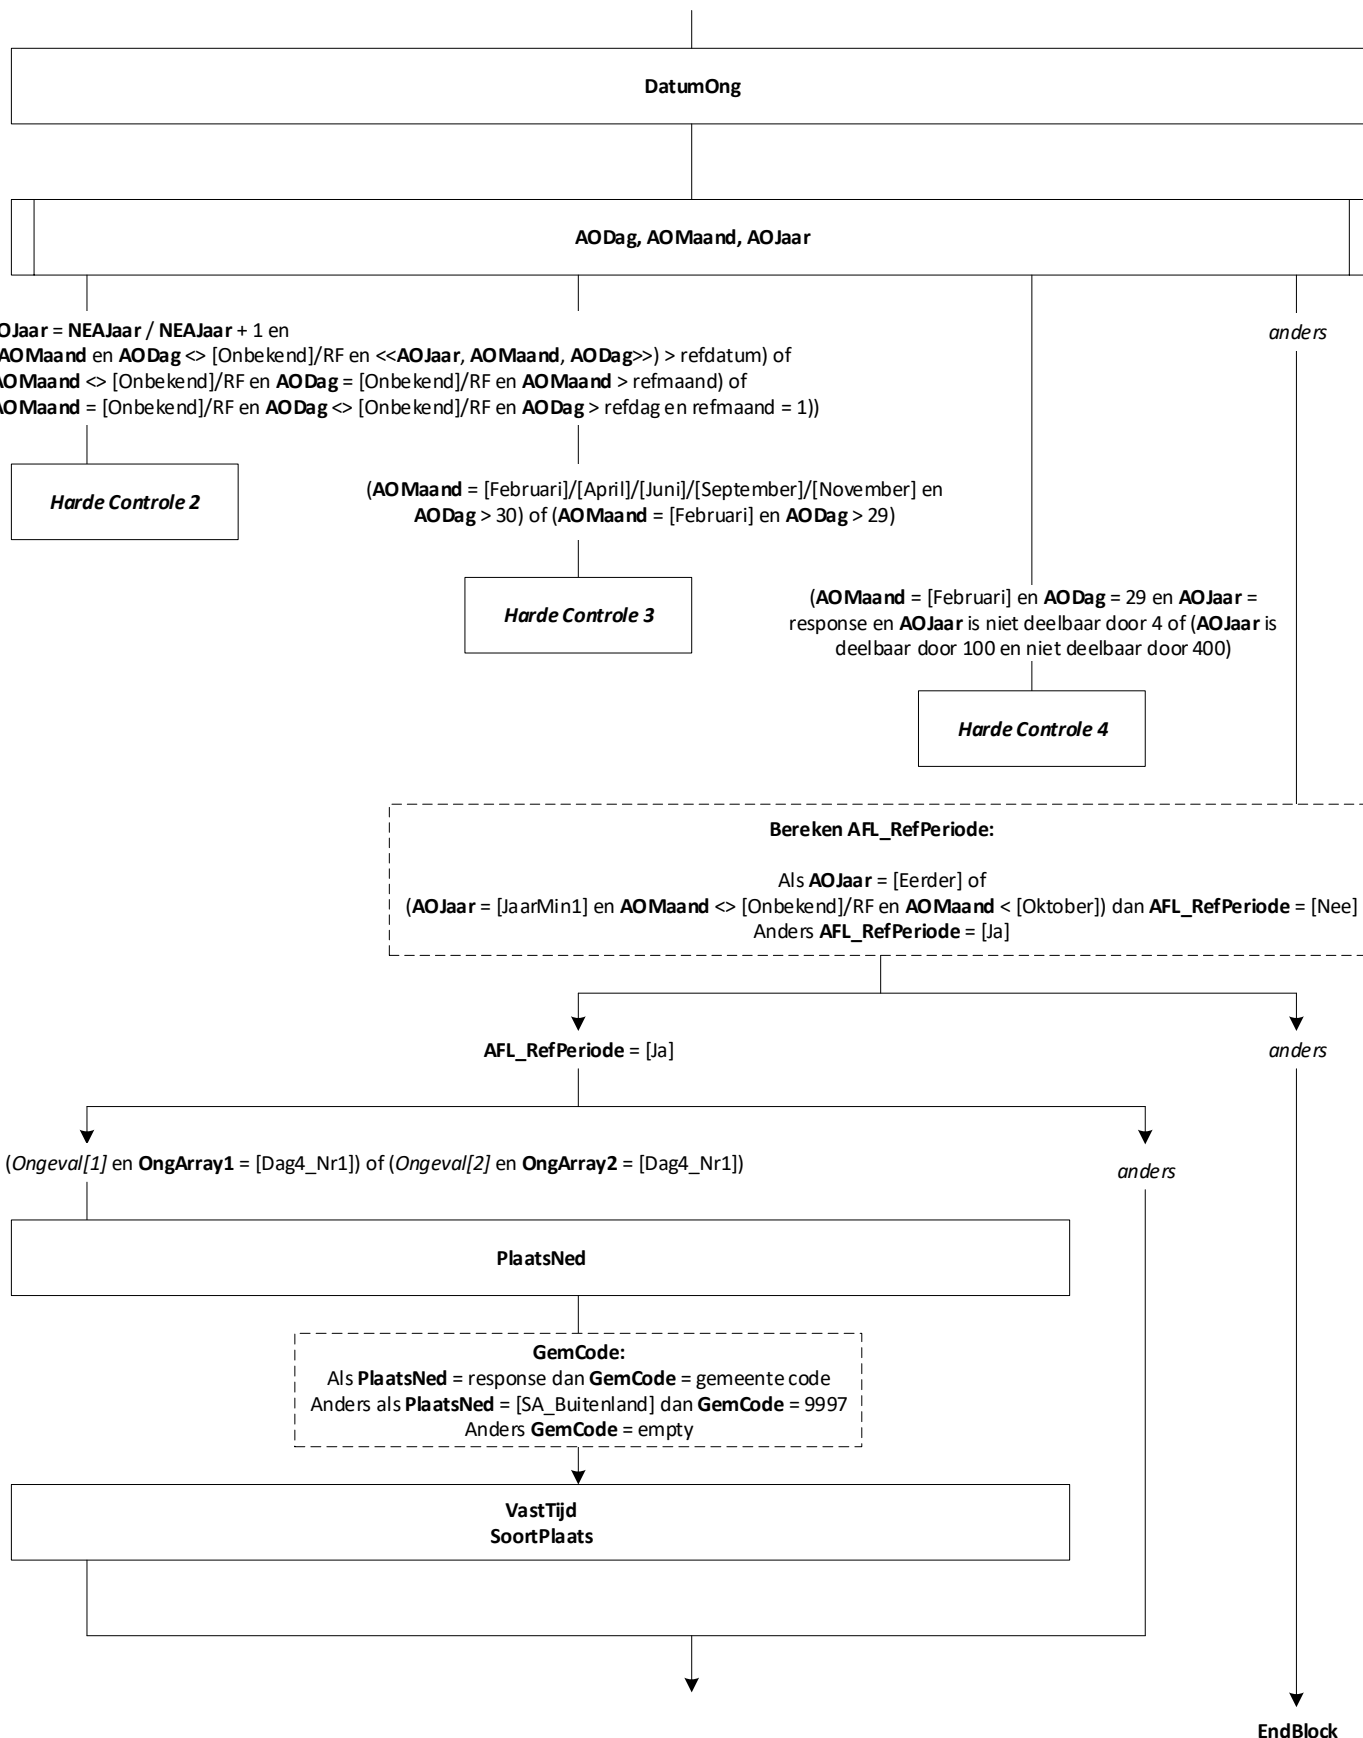 DatumOng
AODag, AOMaand, AOJaar
OJaar = NEAJaar / NEAJaar + 1 en
AOMaand en AODag <> [Onbekend]/RF en <<AOJaar, AOMaand, AODag>>) > refdatum) of
AOMaand <> [Onbekend]/RF en AODag = [Onbekend]/RF en AOMaand > refmaand) of
AOMaand = [Onbekend]/RF en AODag <> [Onbekend]/RF en AODag > refdag en refmaand = 1))
anders
Harde Controle 2
(AOMaand = [Februari]/[April]/[Juni]/[September]/[November] en
AODag > 30) of (AOMaand = [Februari] en AODag > 29)
Harde Controle 3
(AOMaand = [Februari] en AODag = 29 en AOJaar =
response en AOJaar is niet deelbaar door 4 of (AOJaar is
deelbaar door 100 en niet deelbaar door 400)
Harde Controle 4
Bereken AFL_RefPeriode:
Als AOJaar = [Eerder] of
(AOJaar = [JaarMin1] en AOMaand <> [Onbekend]/RF en AOMaand < [Oktober]) dan AFL_RefPeriode = [Nee]
Anders AFL_RefPeriode = [Ja]
AFL_RefPeriode = [Ja]
anders
(Ongeval[1] en OngArray1 = [Dag4_Nr1]) of (Ongeval[2] en OngArray2 = [Dag4_Nr1])
anders
PlaatsNed
GemCode:
Als PlaatsNed = response dan GemCode = gemeente code
Anders als PlaatsNed = [SA_Buitenland] dan GemCode = 9997
Anders GemCode = empty
VastTijd
SoortPlaats
EndBlock